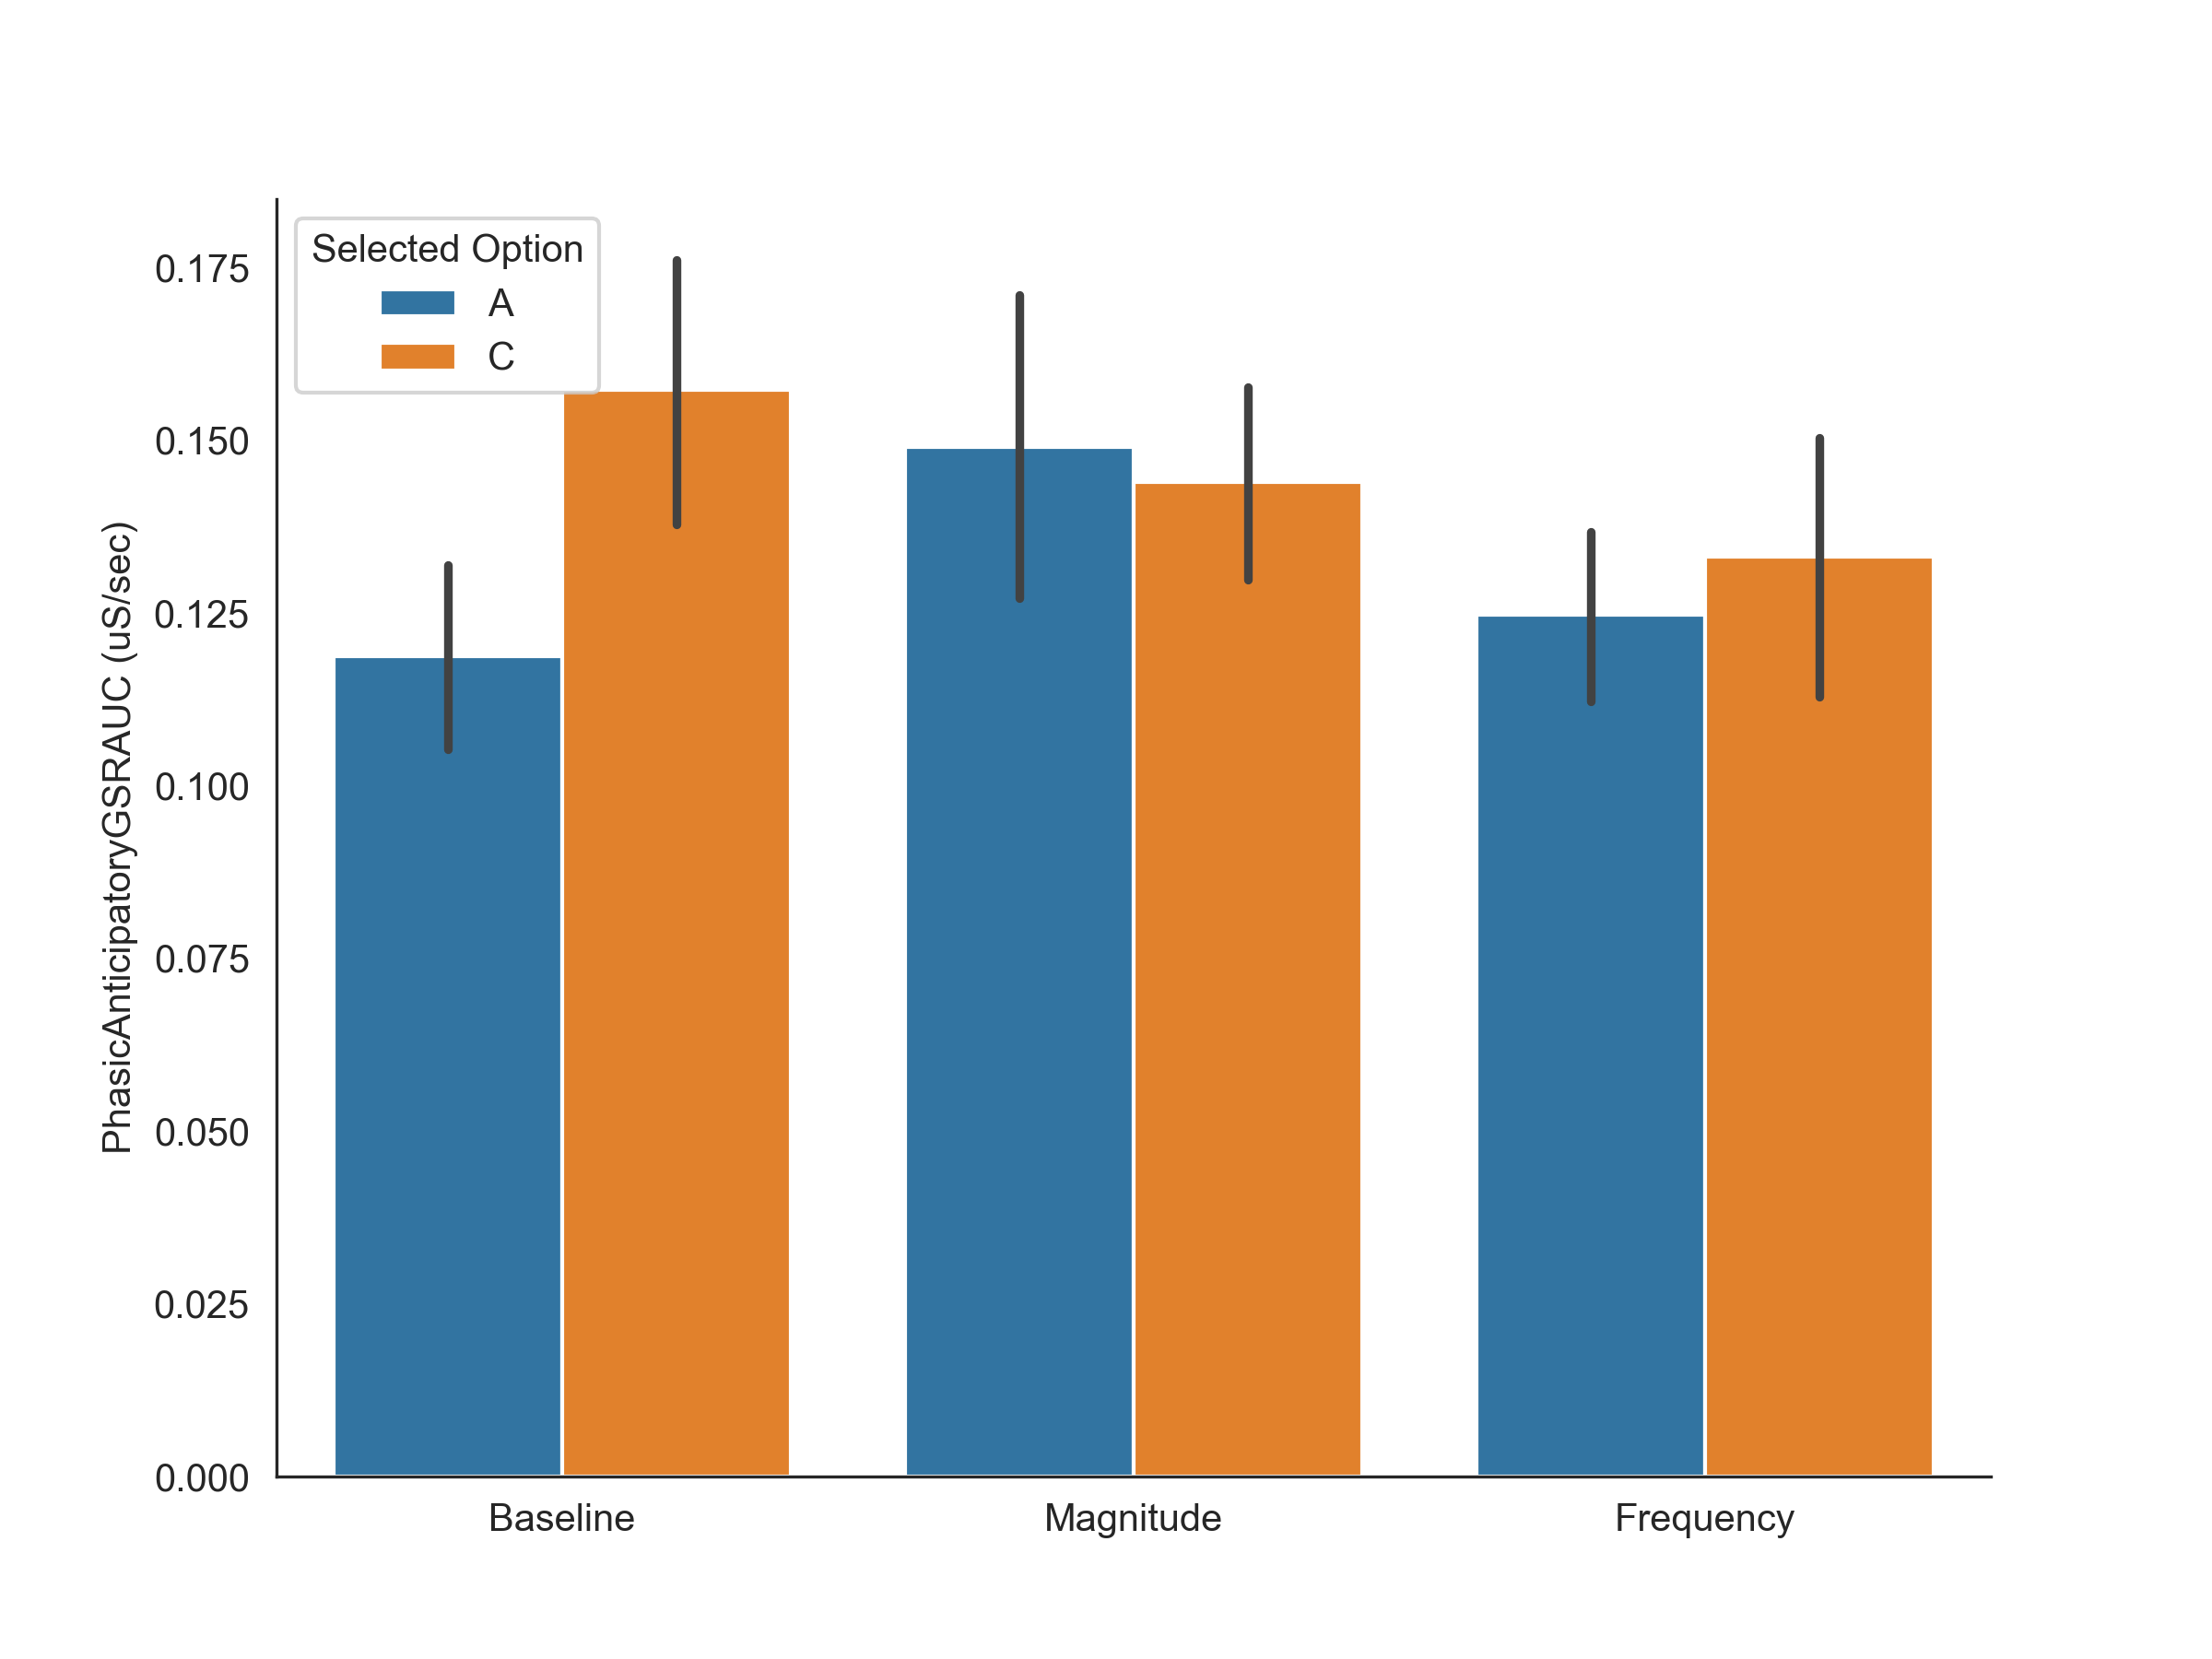 Selected Option
A
C
0.175
0.150
0.125
0.100
0.075
0.050
0.025
0.000
PhasicAnticipatoryGSRAUC (uS/sec)
Baseline
Magnitude
Frequency